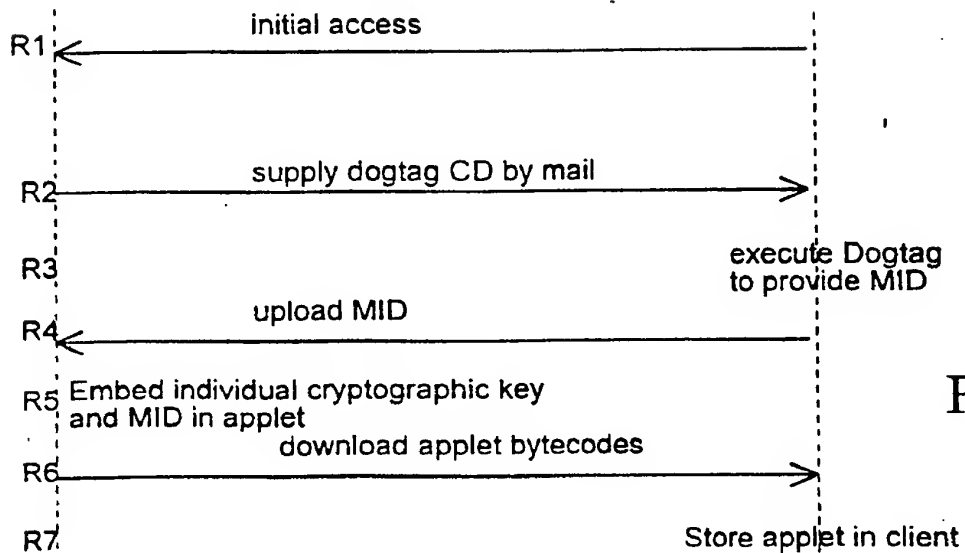 initial access
R1
supply dogtag CD by mail
R2
R3
execute Dogtag
to provide MID
upload MID
R4
R5
Embed individual cryptographic key
and MID in applet
F
download applet bytecodes
R6
R7
Store applet in client